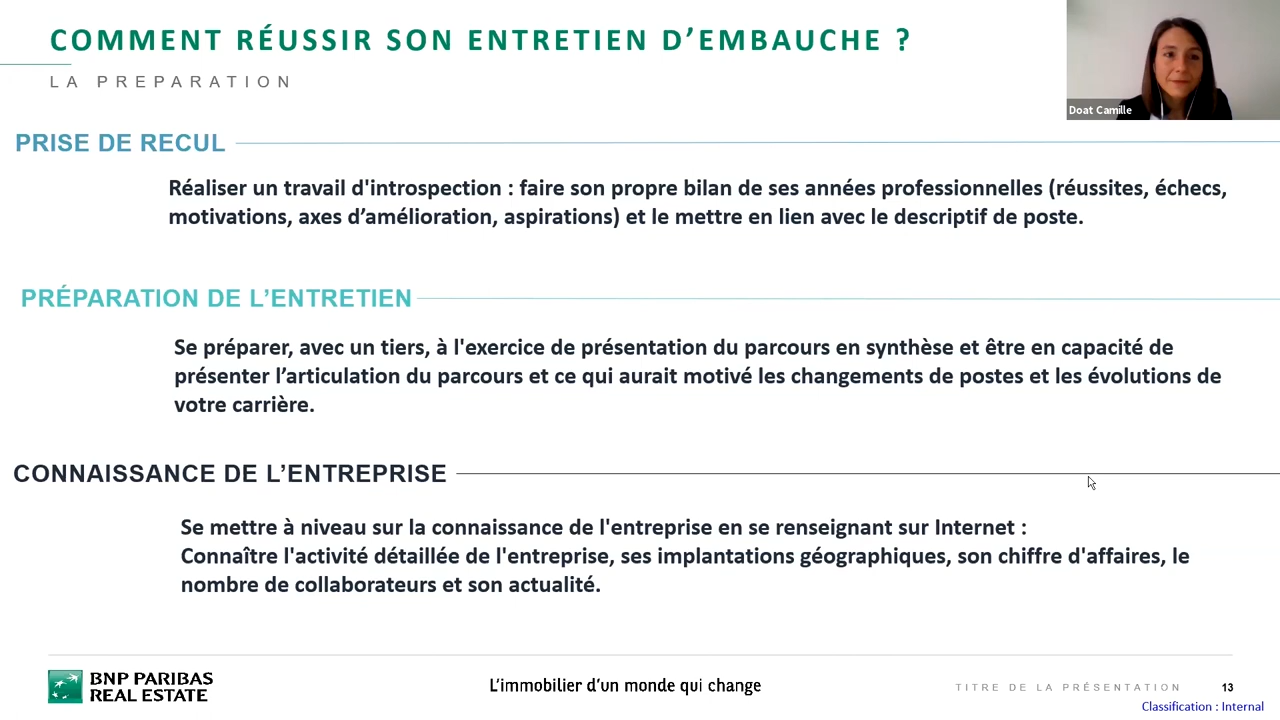 COMMENT RÉUSSIR SON ENTRETIEN D’EMBAUCHE ?
LA PREPARATION
Doat Camille
PRISE DE RECUL
Réaliser un travail d'introspection : faire son propre bilan de ses années professionnelles (réussites, échecs,
motivations, axes d’amélioration, aspirations) et le mettre en lien avec le descriptif de poste.
PRÉPARATION DE L’ENTRETIEN
Se préparer, avec un tiers, à l'exercice de présentation du parcours en synthèse et être en capacité de
présenter l’articulation du parcours et ce qui aurait motivé les changements de postes et les évolutions de
votre carrière.
CONNAISSANCE DE L’ENTREPRISE
Se mettre à niveau sur la connaissance de l'entreprise en se renseignant sur Internet :
Connaître l'activité détaillée de l'entreprise, ses implantations géographiques, son chiffre d'affaires, le
nombre de collaborateurs et son actualité.
BNP PARIBAS
REAL ESTATE
L’immobilier d’un monde qui change
TITRE DE LA PRÉSENTATION
13
Classification : Internal